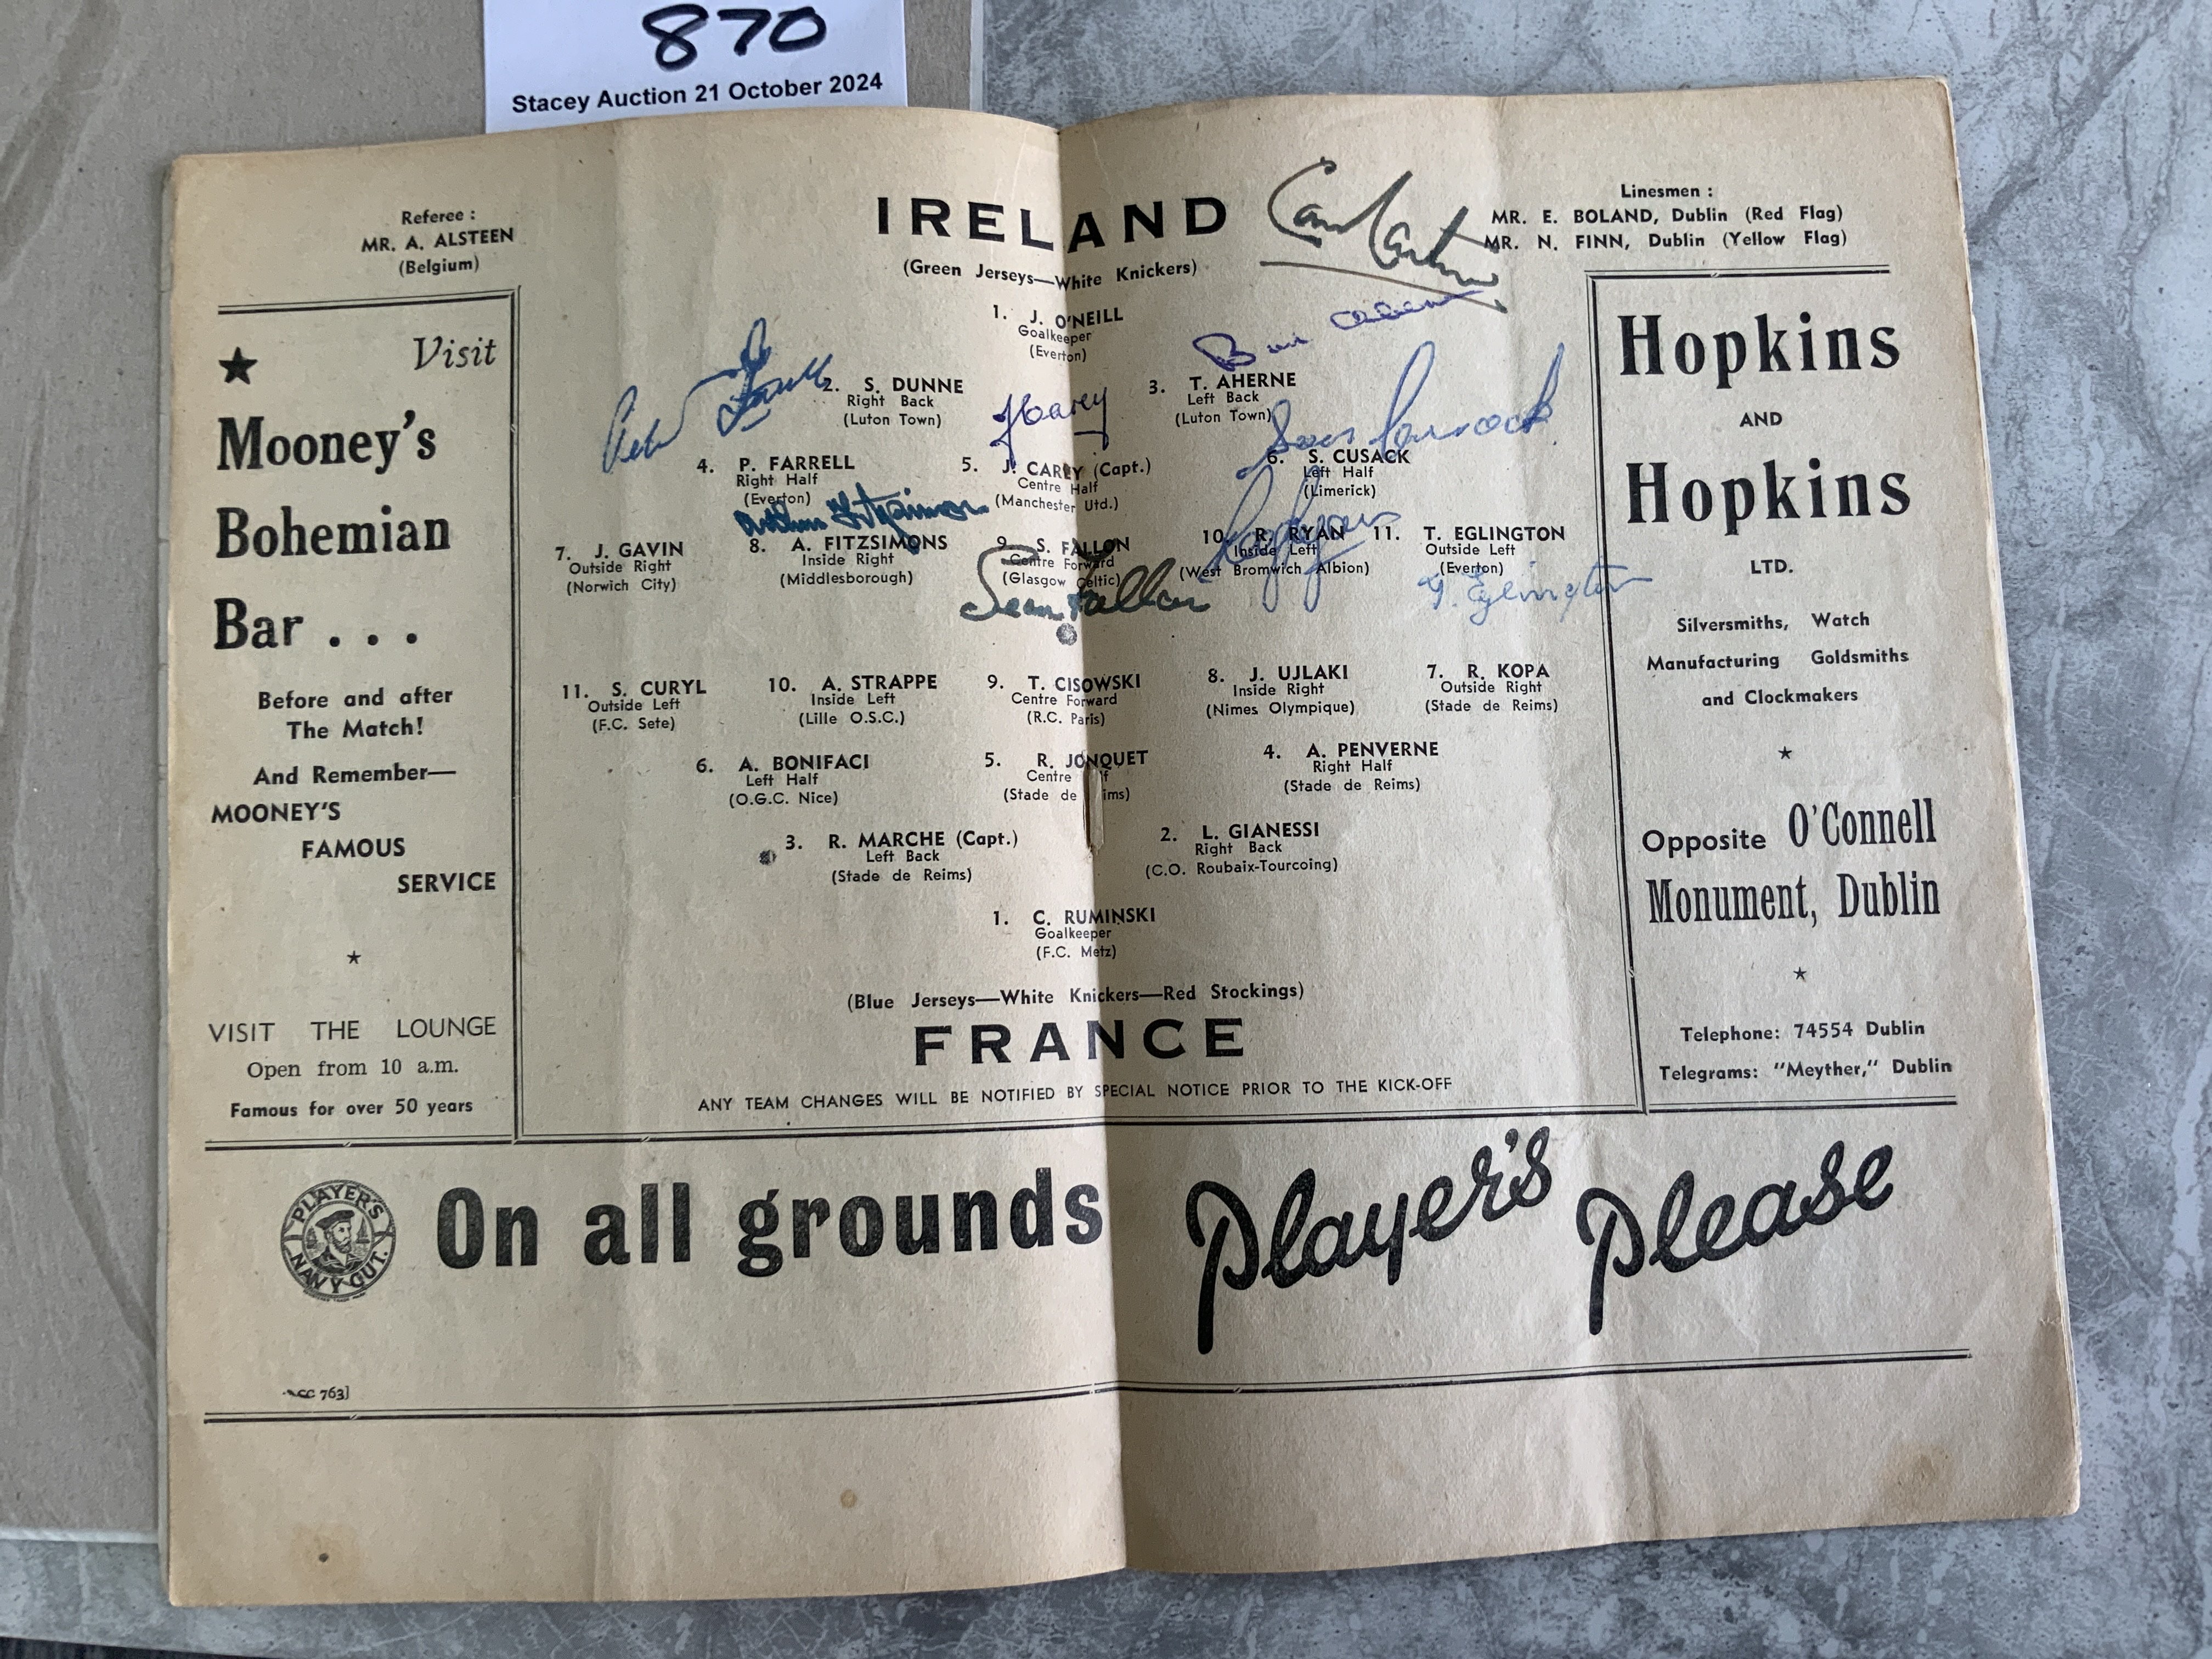 870
Stacey Auction 21 October 2024
Referee :
MR. A. ALSTEEN
(Belgium)
IRELAND
(Green Jerseys—White Knickers)
Linesmen :
MR. E. BOLAND, Dublin (Red Flag)
MR. N. FINN, Dublin (Yellow Flag)
★ Visit
Mooney's
Bohemian
Bar . . .
Before and after
The Match!
And Remember—
MOONEY'S
FAMOUS
SERVICE
★
VISIT THE LOUNGE
Open from 10 a.m.
Famous for over 50 years
1. J. O'NEILL
Goalkeeper
(Everton)
2. S. DUNNE
Right Back
(Luton Town)
3. T. AHERNE
Left Back
(Luton Town)
4. P. FARRELL
Right Half
(Everton)
5. J. CAREY (Capt.)
Centre Half
(Manchester Utd.)
6. S. CUSACK
Left Half
(Limerick)
Arthur Fitzsimons
7. J. GAVIN
Outside Right
(Norwich City)
8. A. FITZSIMONS
Inside Right
(Middlesborough)
9. S. FALLON
Centre Forward
(Glasgow Celtic)
10. R. RYAN
Inside Left
(West Bromwich Albion)
11. T. EGLINGTON
Outside Left
(Everton)
Sean Fallon
T. Eglington
11. S. CURYL
Outside Left
(F.C. Sete)
10. A. STRAPPE
Inside Left
(Lille O.S.C.)
9. T. CISOWSKI
Centre Forward
(R.C. Paris)
8. J. UJLAKI
Inside Right
(Nimes Olympique)
7. R. KOPA
Outside Right
(Stade de Reims)
6. A. BONIFACI
Left Half
(O.G.C. Nice)
5. R. JONQUET
Centre
(Stade de
4. A. PENVERNE
Right Half
(Stade de Reims)
3. R. MARCHE (Capt.)
Left Back
(Stade de Reims)
2. L. GIANESSI
Right Back
(C.O. Roubaix-Tourcoing)
1. C. RUMINSKI
Goalkeeper
(F.C. Metz)
(Blue Jerseys—White Knickers—Red Stockings)
FRANCE
ANY TEAM CHANGES WILL BE NOTIFIED BY SPECIAL NOTICE PRIOR TO THE KICK-OFF
Hopkins
AND
Hopkins
LTD.
Silversmiths, Watch
Manufacturing Goldsmiths
and Clockmakers
★
Opposite O'Connell
Monument, Dublin
★
Telephone: 74554 Dublin
Telegrams: "Meyther," Dublin
PLAYER'S
NAVY CUT.
On all grounds Player's Please
CC 763]